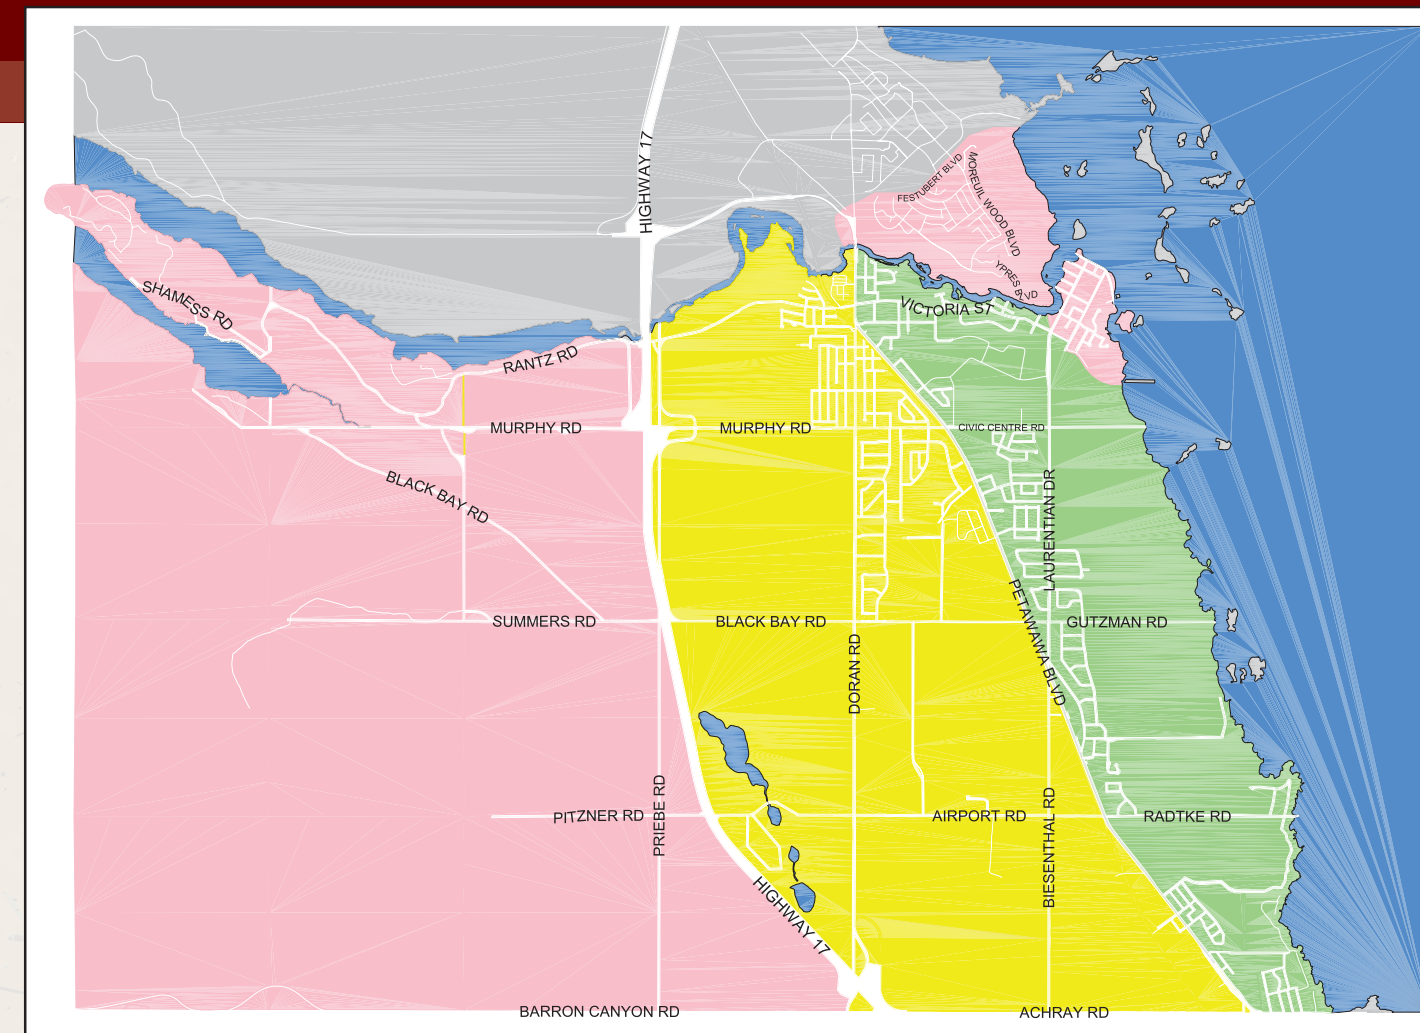 HIGHWAY 17
FESTUBERT BLVD
MOREUIL WOOD BLVD
YPRES BLVD
SHAMESS RD
VICTORIA ST
RANTZ RD
MURPHY RD
MURPHY RD
CIVIC CENTRE RD
BLACK BAY RD
LAURENTIAN DR
SUMMERS RD
BLACK BAY RD
PETAWAWA BLVD
GUTZMAN RD
DORAN RD
PITZNER RD
PRIEBE RD
AIRPORT RD
BIESENTHAL RD
RADTKE RD
HIGHWAY 17
BARRON CANYON RD
ACHRAY RD